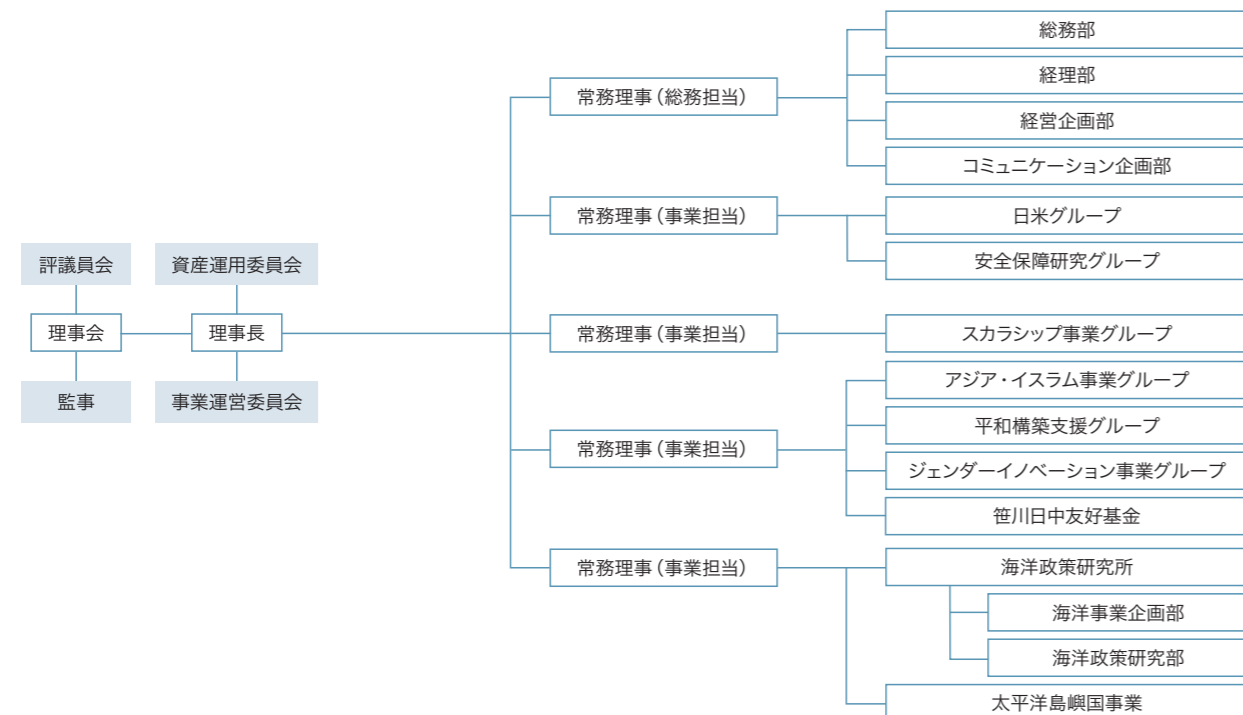 評議員会
資産運用委員会
理事会
理事長
監事
事業運営委員会
常務理事（総務担当）
総務部
経理部
経営企画部
コミュニケーション企画部
常務理事（事業担当）
日米グループ
安全保障研究グループ
常務理事（事業担当）
スカラシップ事業グループ
常務理事（事業担当）
アジア・イスラム事業グループ
平和構築支援グループ
ジェンダーイノベーション事業グループ
笹川日中友好基金
常務理事（事業担当）
海洋政策研究所
海洋事業企画部
海洋政策研究部
太平洋島嶼国事業